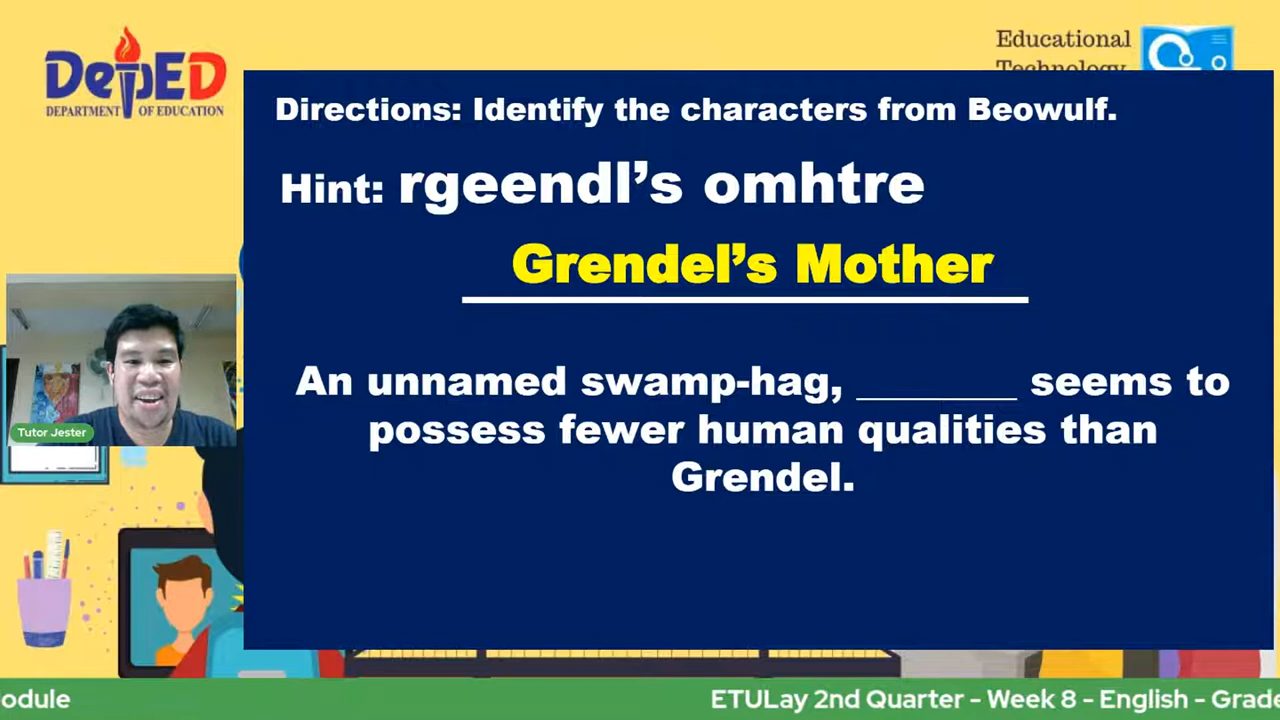 DepED
DEPARTMENT OF EDUCATION
Educational
Technology
Directions: Identify the characters from Beowulf.
Hint: rgeendl’s omhtre
Grendel’s Mother
An unnamed swamp-hag, ________ seems to
possess fewer human qualities than
Grendel.
Tutor Jester
odule
ETULay 2nd Quarter - Week 8 - English - Grade